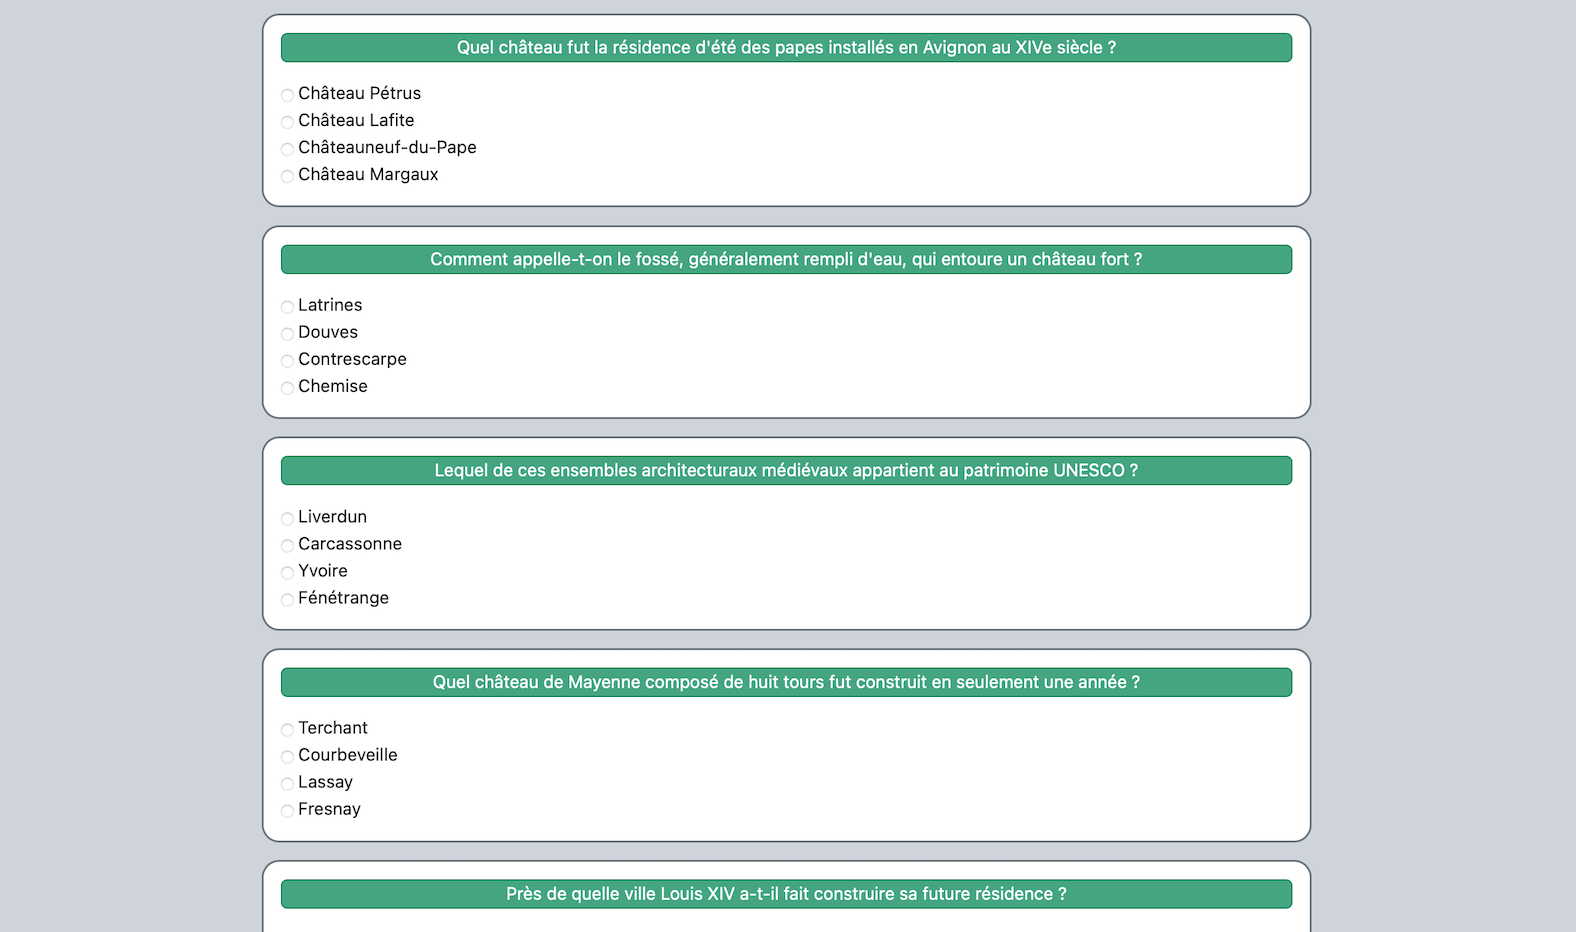 Quel château fut la résidence d'été des papes installés en Avignon au XIVe siècle ?
Château Pétrus
Château Lafite
Châteauneuf-du-Pape
Château Margaux
Comment appelle-t-on le fossé, généralement rempli d'eau, qui entoure un château fort ?
Latrines
Douves
Contrescarpe
Chemise
Lequel de ces ensembles architecturaux médiévaux appartient au patrimoine UNESCO ?
Liverdun
Carcassonne
Yvoire
Fénétrange
Quel château de Mayenne composé de huit tours fut construit en seulement une année ?
Terchant
Courbeveille
Lassay
Fresnay
Près de quelle ville Louis XIV a-t-il fait construire sa future résidence ?